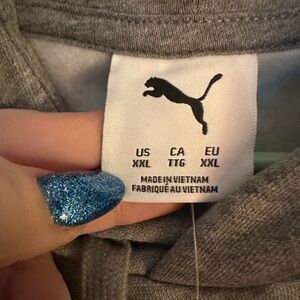 US CA EU
XXL TTG XXL
MADE IN VIETNAM
FABRIQUÉ AU VIETNAM